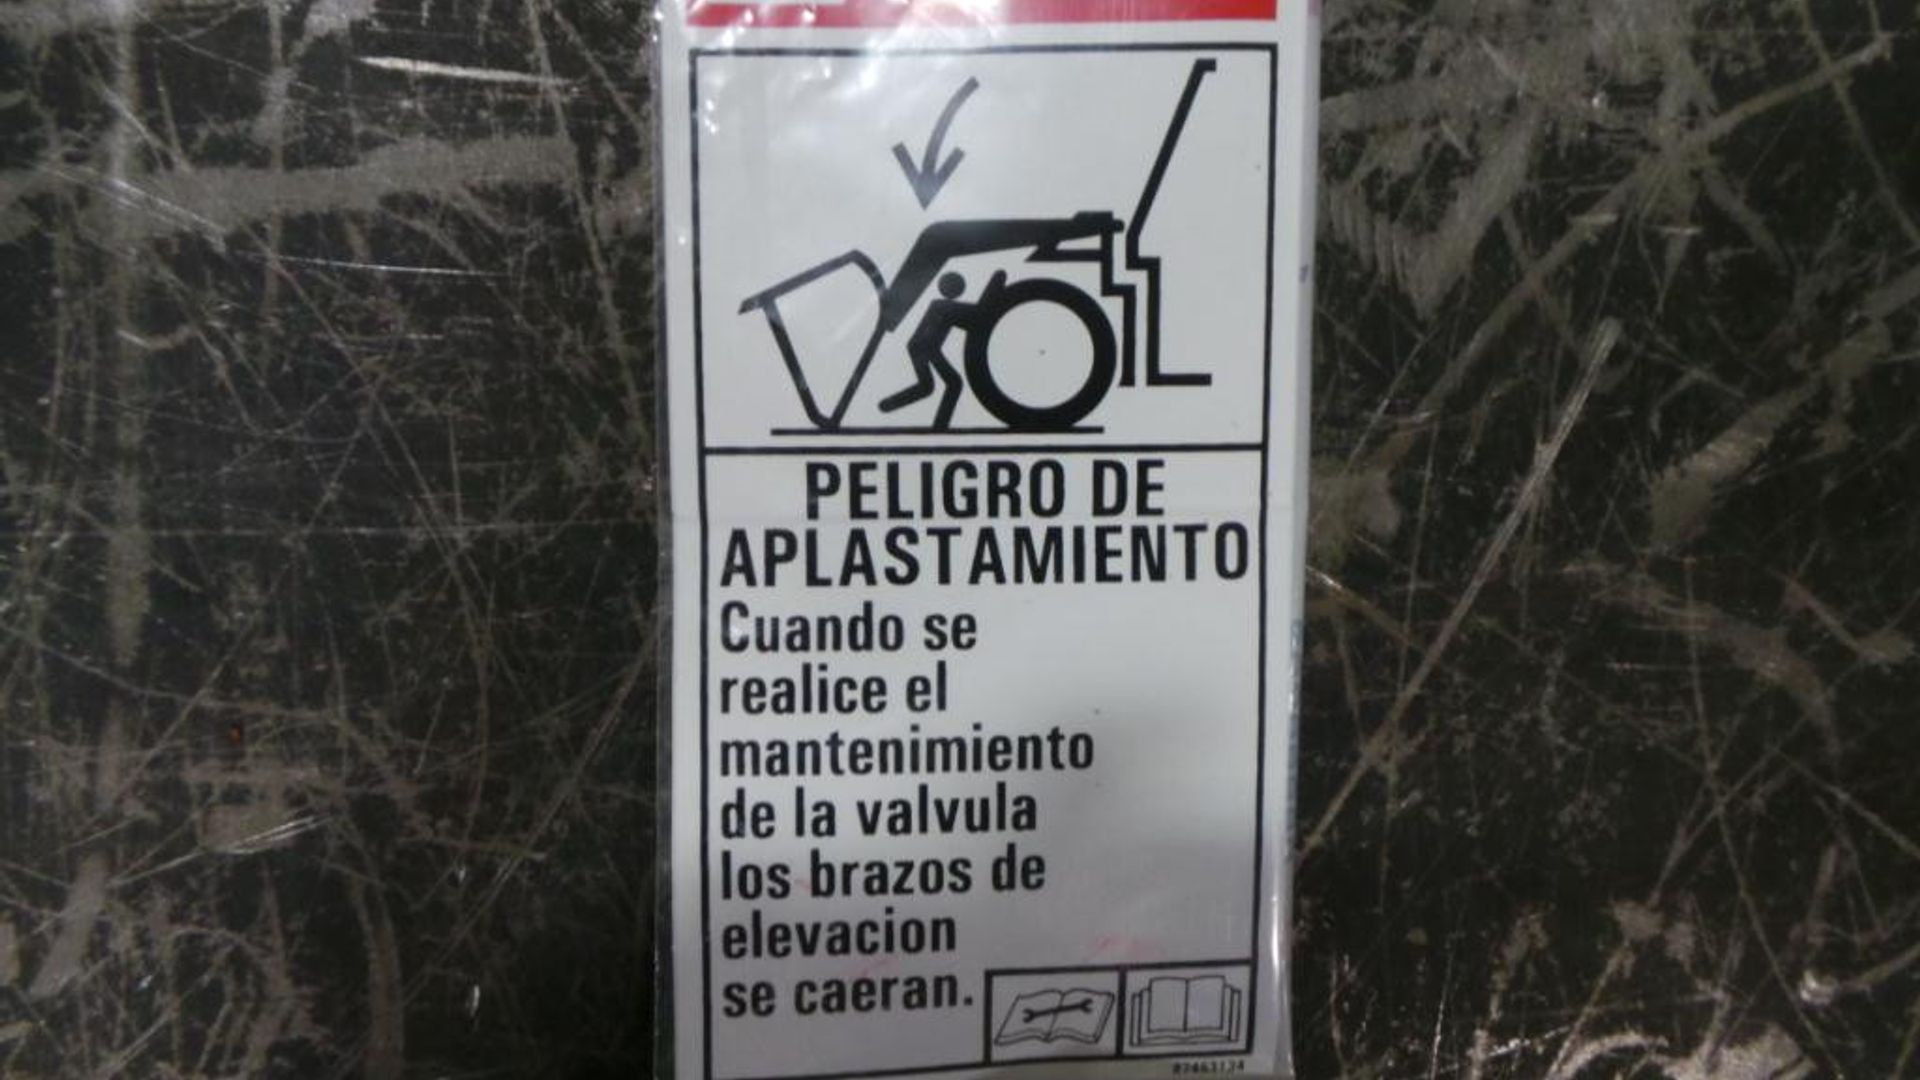 PELIGRO DE
APLASTAMIENTO
Cuando se
realice el
mantenimiento
de la valvula
los brazos de
elevacion
se caeran.